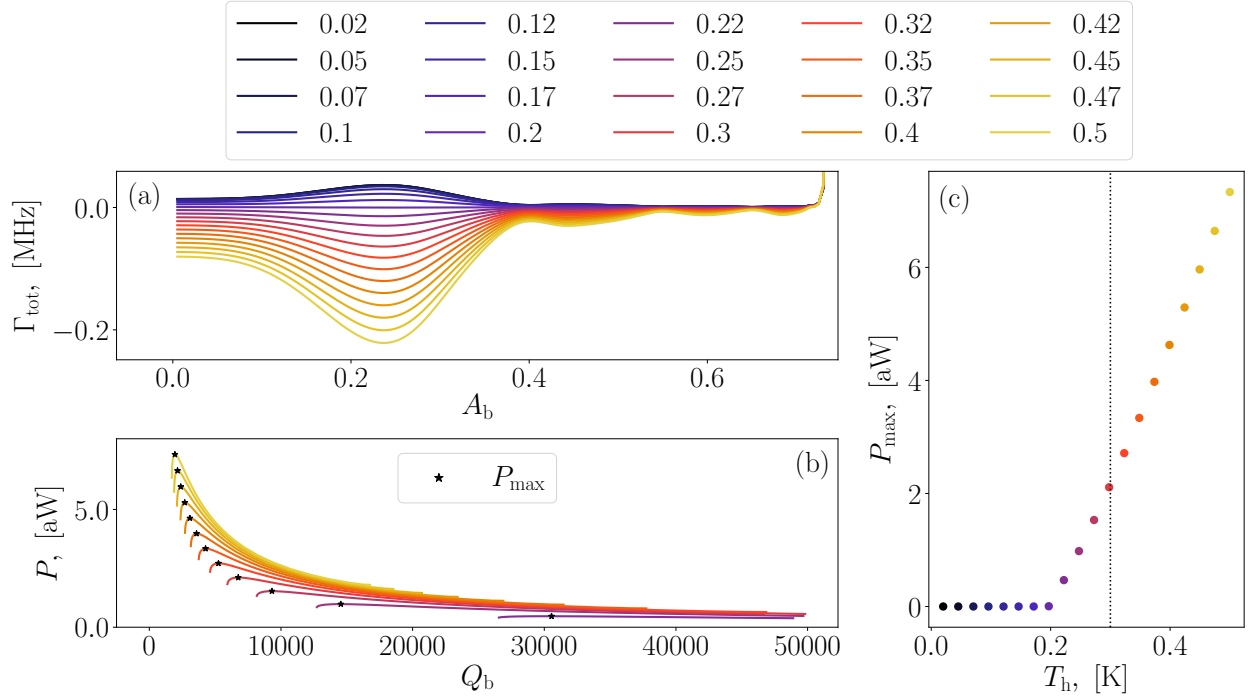 0.02 0.12 0.22 0.32 0.42
0.05 0.15 0.25 0.35 0.45
0.07 0.17 0.27 0.37 0.47
0.1 0.2 0.3 0.4 0.5
(a)
Γtot, [MHz]
0.0
−0.2
0.0 0.2 0.4 0.6
Ab
(b)
Pmax
P, [aW]
5.0
0.0
0 10000 20000 30000 40000 50000
Qb
(c)
Pmax, [aW]
6
4
2
0
0.0 0.2 0.4
Th, [K]